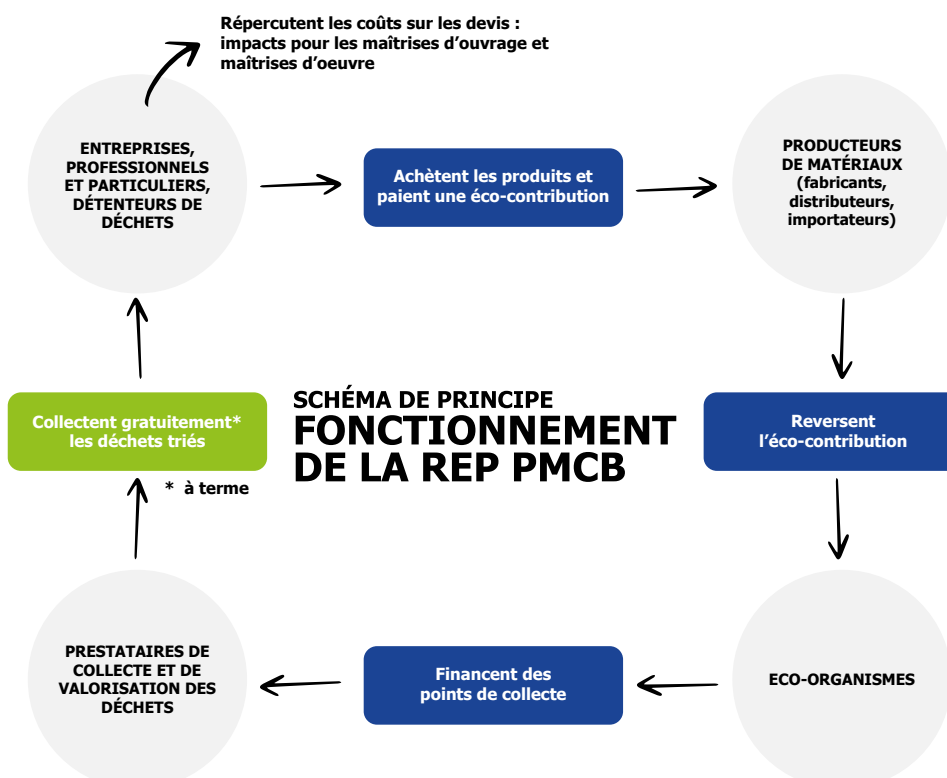 Répercutent les coûts sur les devis :
impacts pour les maîtrises d'ouvrage et
maîtrises d'oeuvre
ENTREPRISES,
PROFESSIONNELS
ET PARTICULIERS,
DÉTENTEURS DE
DÉCHETS
Achètent les produits et
paient une éco-contribution
PRODUCTEURS
DE MATÉRIAUX
(fabricants,
distributeurs,
importateurs)
Collectent gratuitement*
les déchets triés
* à terme
SCHÉMA DE PRINCIPE
FONCTIONNEMENT
DE LA REP PMCB
Reversent
l'éco-contribution
PRESTATAIRES DE
COLLECTE ET DE
VALORISATION DES
DÉCHETS
Financent des
points de collecte
ECO-ORGANISMES